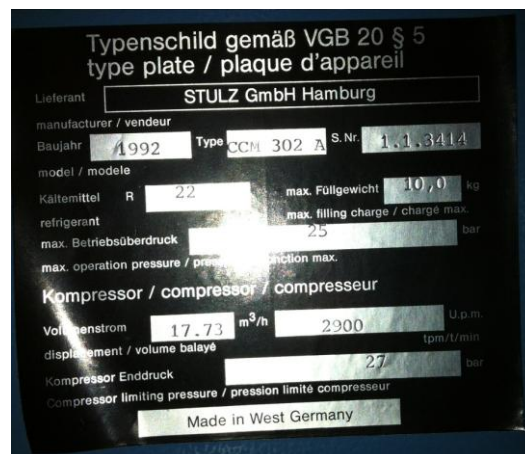 Typenschild gemäß VGB 20 § 5
type plate / plaque d'appareil
Lieferant STULZ GmbH Hamburg
manufacturer / vendeur
Baujahr 1992 Type CCM 302 A S. Nr. 1.1.3414
model / modele
Kältemittel R 22 max. Füllgewicht 10,0 kg
refrigerant max. filling charge / chargé max.
max. Betriebsüberdruck 25 bar
max. operation pressure / nction max.
Kompressor / compressor / compresseur
Volumenstrom 17.73 m³/h 2900 U.p.m.
displacement / volume balayé tpm/t/min
Kompressor Enddruck 27 bar
Compressor limiting pressure / pression limité compresseur
Made in West Germany